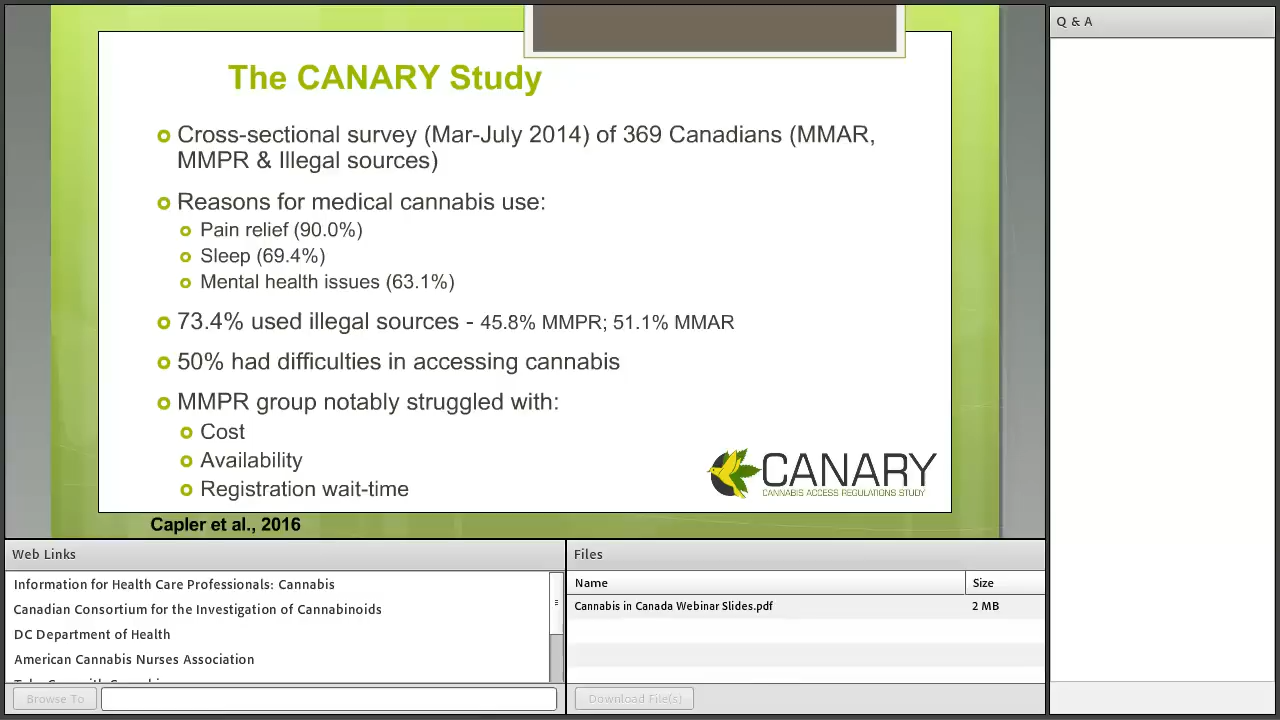 The CANARY Study
Cross-sectional survey (Mar-July 2014) of 369 Canadians (MMAR,
MMPR & Illegal sources)
Reasons for medical cannabis use:
Pain relief (90.0%)
Sleep (69.4%)
Mental health issues (63.1%)
73.4% used illegal sources - 45.8% MMPR; 51.1% MMAR
50% had difficulties in accessing cannabis
MMPR group notably struggled with:
Cost
Availability
Registration wait-time
CANARY
CANNABIS ACCESS REGULATIONS STUDY
Capler et al., 2016
Q & A
Web Links
Information for Health Care Professionals: Cannabis
Canadian Consortium for the Investigation of Cannabinoids
DC Department of Health
American Cannabis Nurses Association
Browse To
Files
Name Size
Cannabis in Canada Webinar Slides.pdf 2 MB
Download File(s)